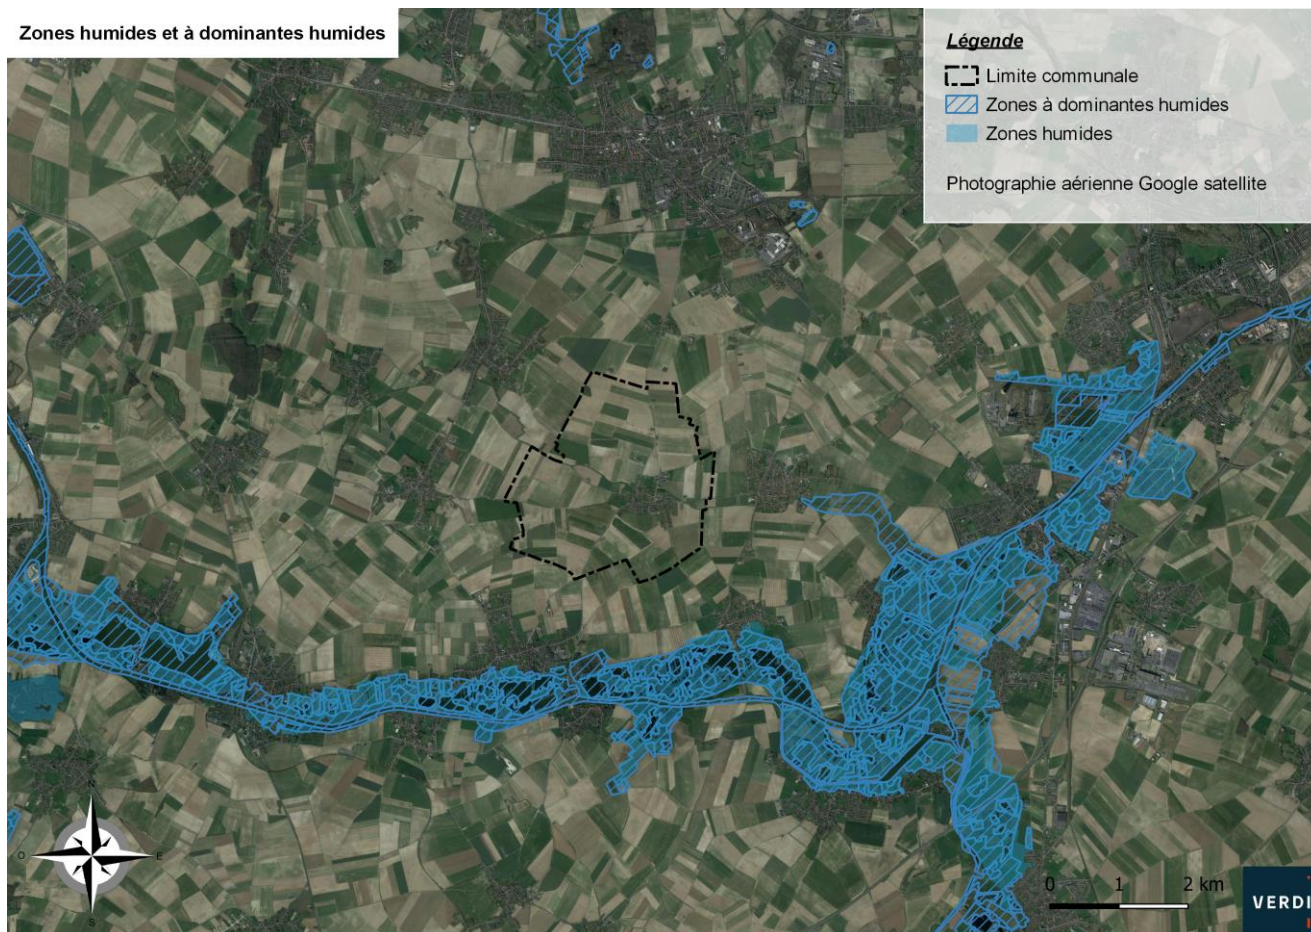 Zones humides et à dominantes humides
Légende
Limite communale
Zones à dominantes humides
Zones humides
Photographie aérienne Google satellite
N
O
E
S
0 1 2 km
VERDI